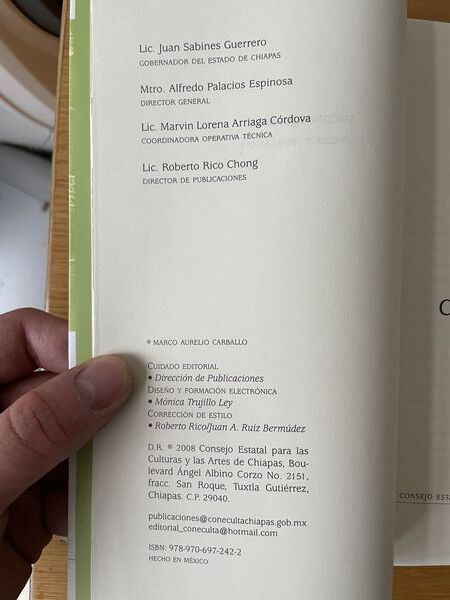 Lic. Juan Sabines Guerrero
GOBERNADOR DEL ESTADO DE CHIAPAS
Mtro. Alfredo Palacios Espinosa
DIRECTOR GENERAL
Lic. Marvin Lorena Arriaga Córdova
COORDINADORA OPERATIVA TÉCNICA
Lic. Roberto Rico Chong
DIRECTOR DE PUBLICACIONES
© MARCO AURELIO CARBALLO
CUIDADO EDITORIAL
• Dirección de Publicaciones
DISEÑO Y FORMACIÓN ELECTRÓNICA
• Mónica Trujillo Ley
CORRECCIÓN DE ESTILO
• Roberto Rico/Juan A. Ruiz Bermúdez
D.R. © 2008 Consejo Estatal para las
Culturas y las Artes de Chiapas, Bou-
levard Ángel Albino Corzo No. 2151,
fracc. San Roque, Tuxtla Gutiérrez,
Chiapas. C.P. 29040.
publicaciones@conecultachiapas.gob.mx
editorial_coneculta@hotmail.com
ISBN: 978-970-697-242-2
HECHO EN MÉXICO
C
CONSEJO EST